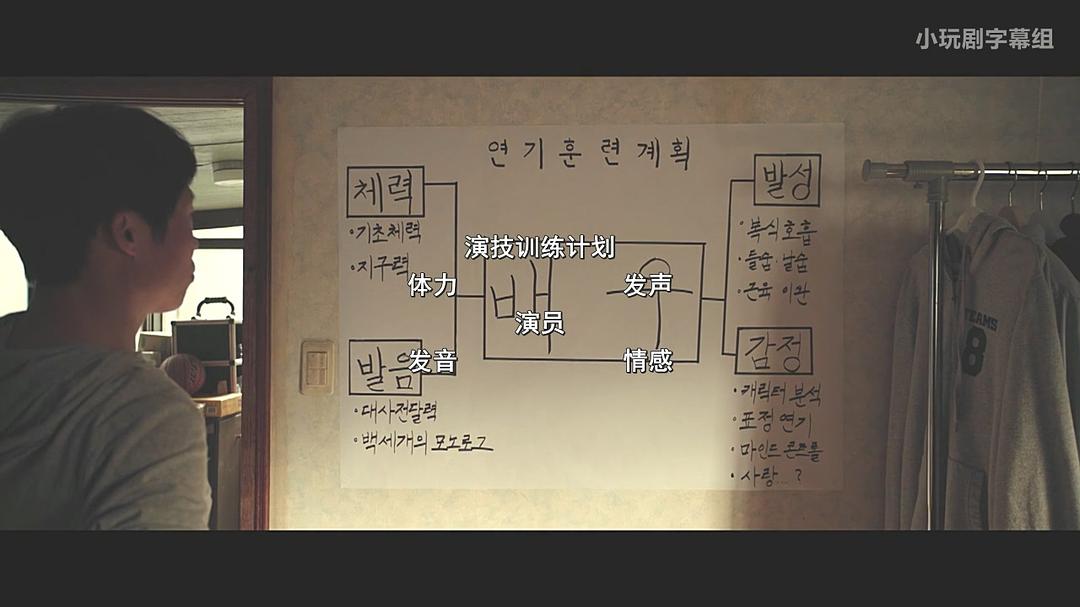 小玩剧字幕组
연기훈련계획
체력
·기초체력
·지구력
발성
·복식호흡
·들숨·날숨
·근육 이완
演技训练计划
体力
发声
배우
演员
发音
情感
발음
·대사전달력
·백세개의 모노로그
감정
·캐릭터 분석
·표정 연기
·마인드 콘트롤
·사랑...?
TEAMS
8